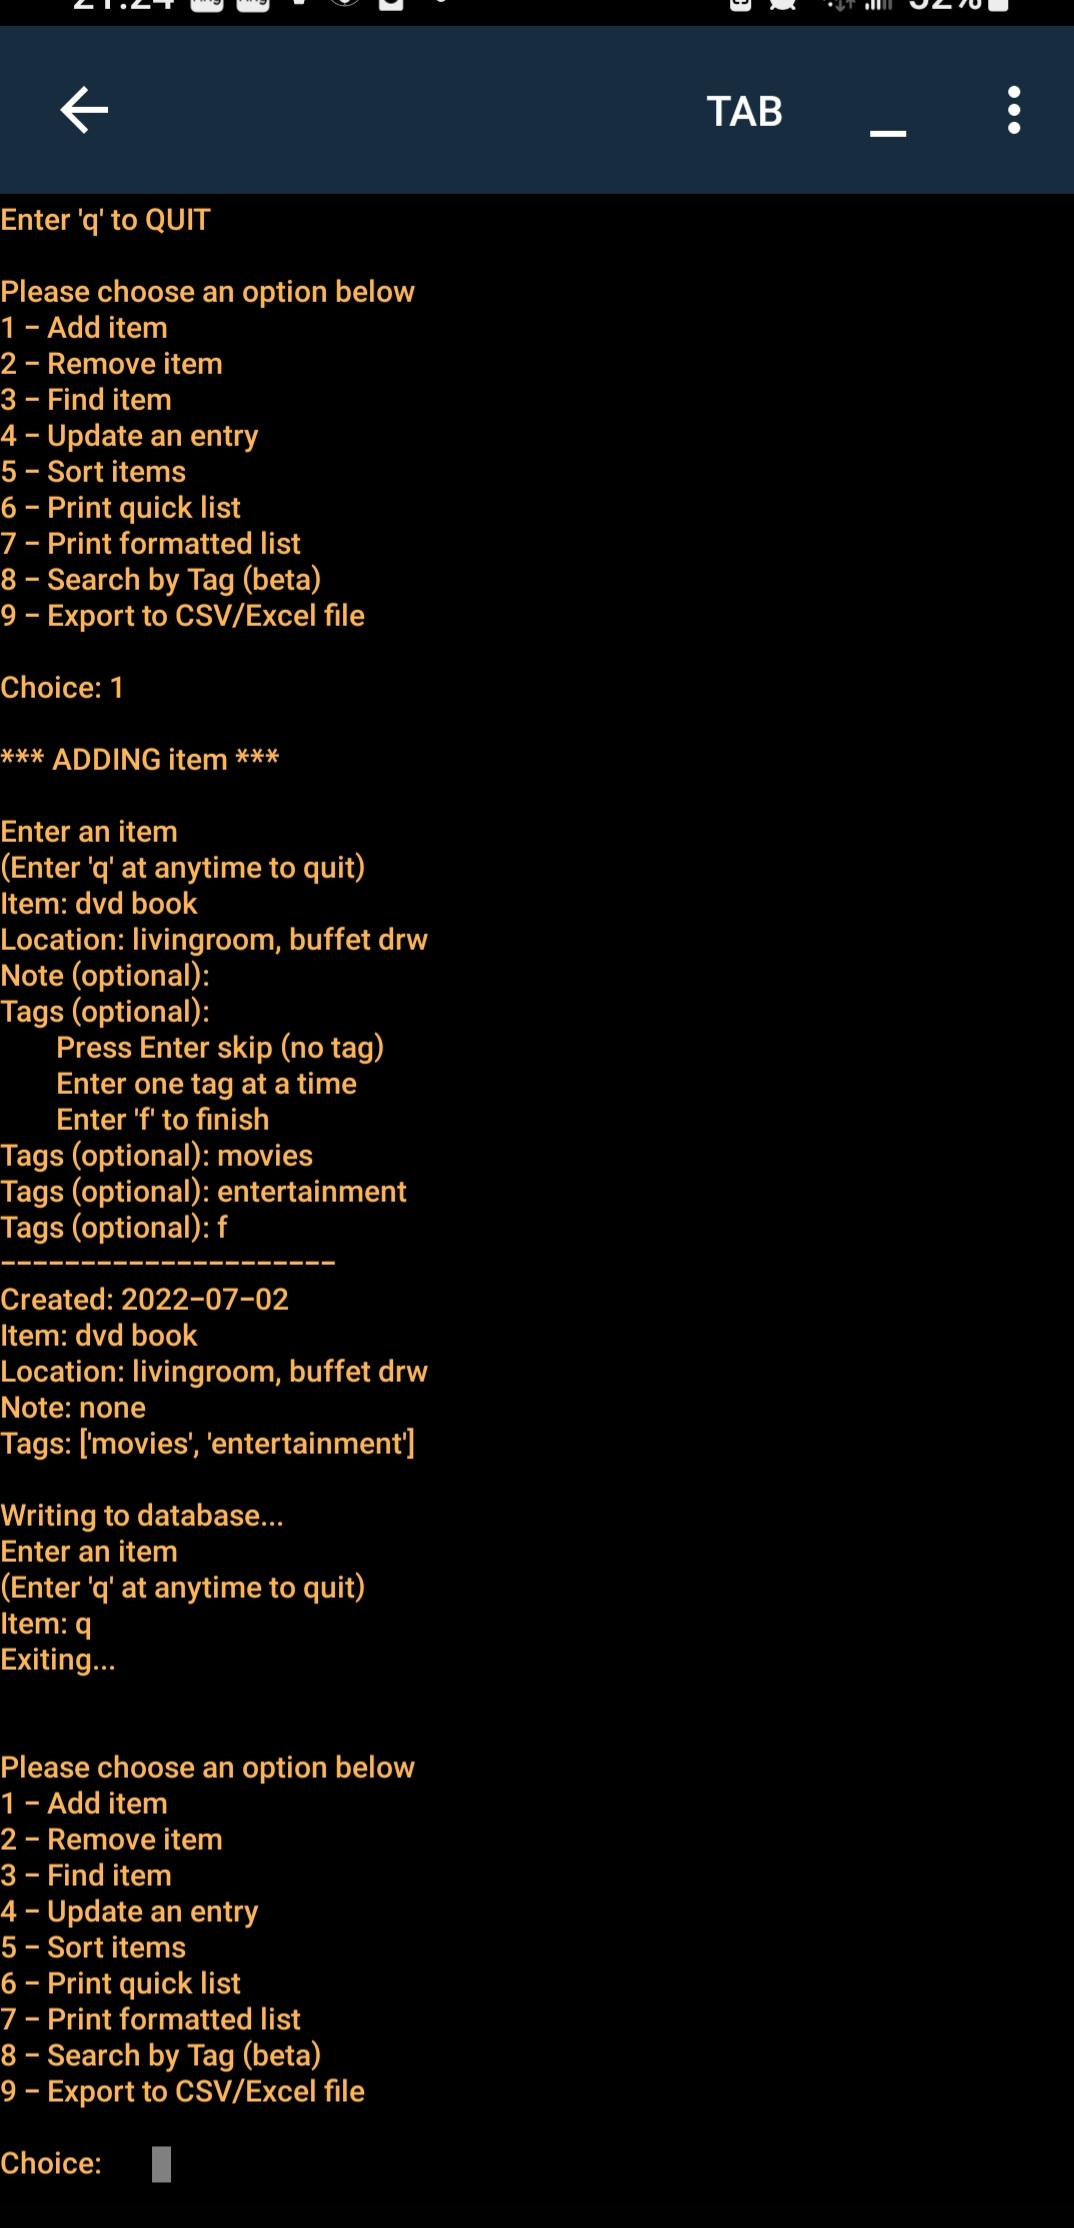 TAB
Enter 'q' to QUIT
Please choose an option below
1 - Add item
2 - Remove item
3 - Find item
4 - Update an entry
5 - Sort items
6 - Print quick list
7 - Print formatted list
8 - Search by Tag (beta)
9 - Export to CSV/Excel file
Choice: 1
*** ADDING item ***
Enter an item
(Enter 'q' at anytime to quit)
Item: dvd book
Location: livingroom, buffet drw
Note (optional):
Tags (optional):
Press Enter skip (no tag)
Enter one tag at a time
Enter 'f' to finish
Tags (optional): movies
Tags (optional): entertainment
Tags (optional): f
---------------------
Created: 2022-07-02
Item: dvd book
Location: livingroom, buffet drw
Note: none
Tags: ['movies', 'entertainment']
Writing to database...
Enter an item
(Enter 'q' at anytime to quit)
Item: q
Exiting...
Please choose an option below
1 - Add item
2 - Remove item
3 - Find item
4 - Update an entry
5 - Sort items
6 - Print quick list
7 - Print formatted list
8 - Search by Tag (beta)
9 - Export to CSV/Excel file
Choice: